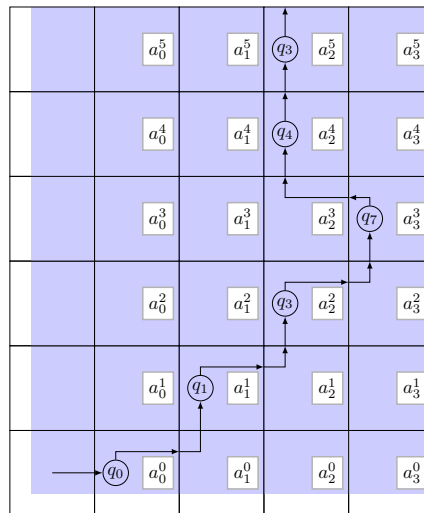 a_0^5 a_1^5 q_3 a_2^5 a_3^5
a_0^4 a_1^4 q_4 a_2^4 a_3^4
a_0^3 a_1^3 a_2^3 q_7 a_3^3
a_0^2 a_1^2 q_3 a_2^2 a_3^2
a_0^1 q_1 a_1^1 a_2^1 a_3^1
q_0 a_0^0 a_1^0 a_2^0 a_3^0